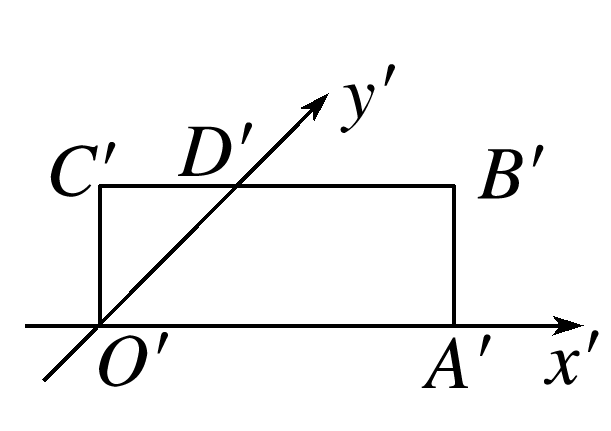 y′
C′ D′ B′
O′ A′ x′